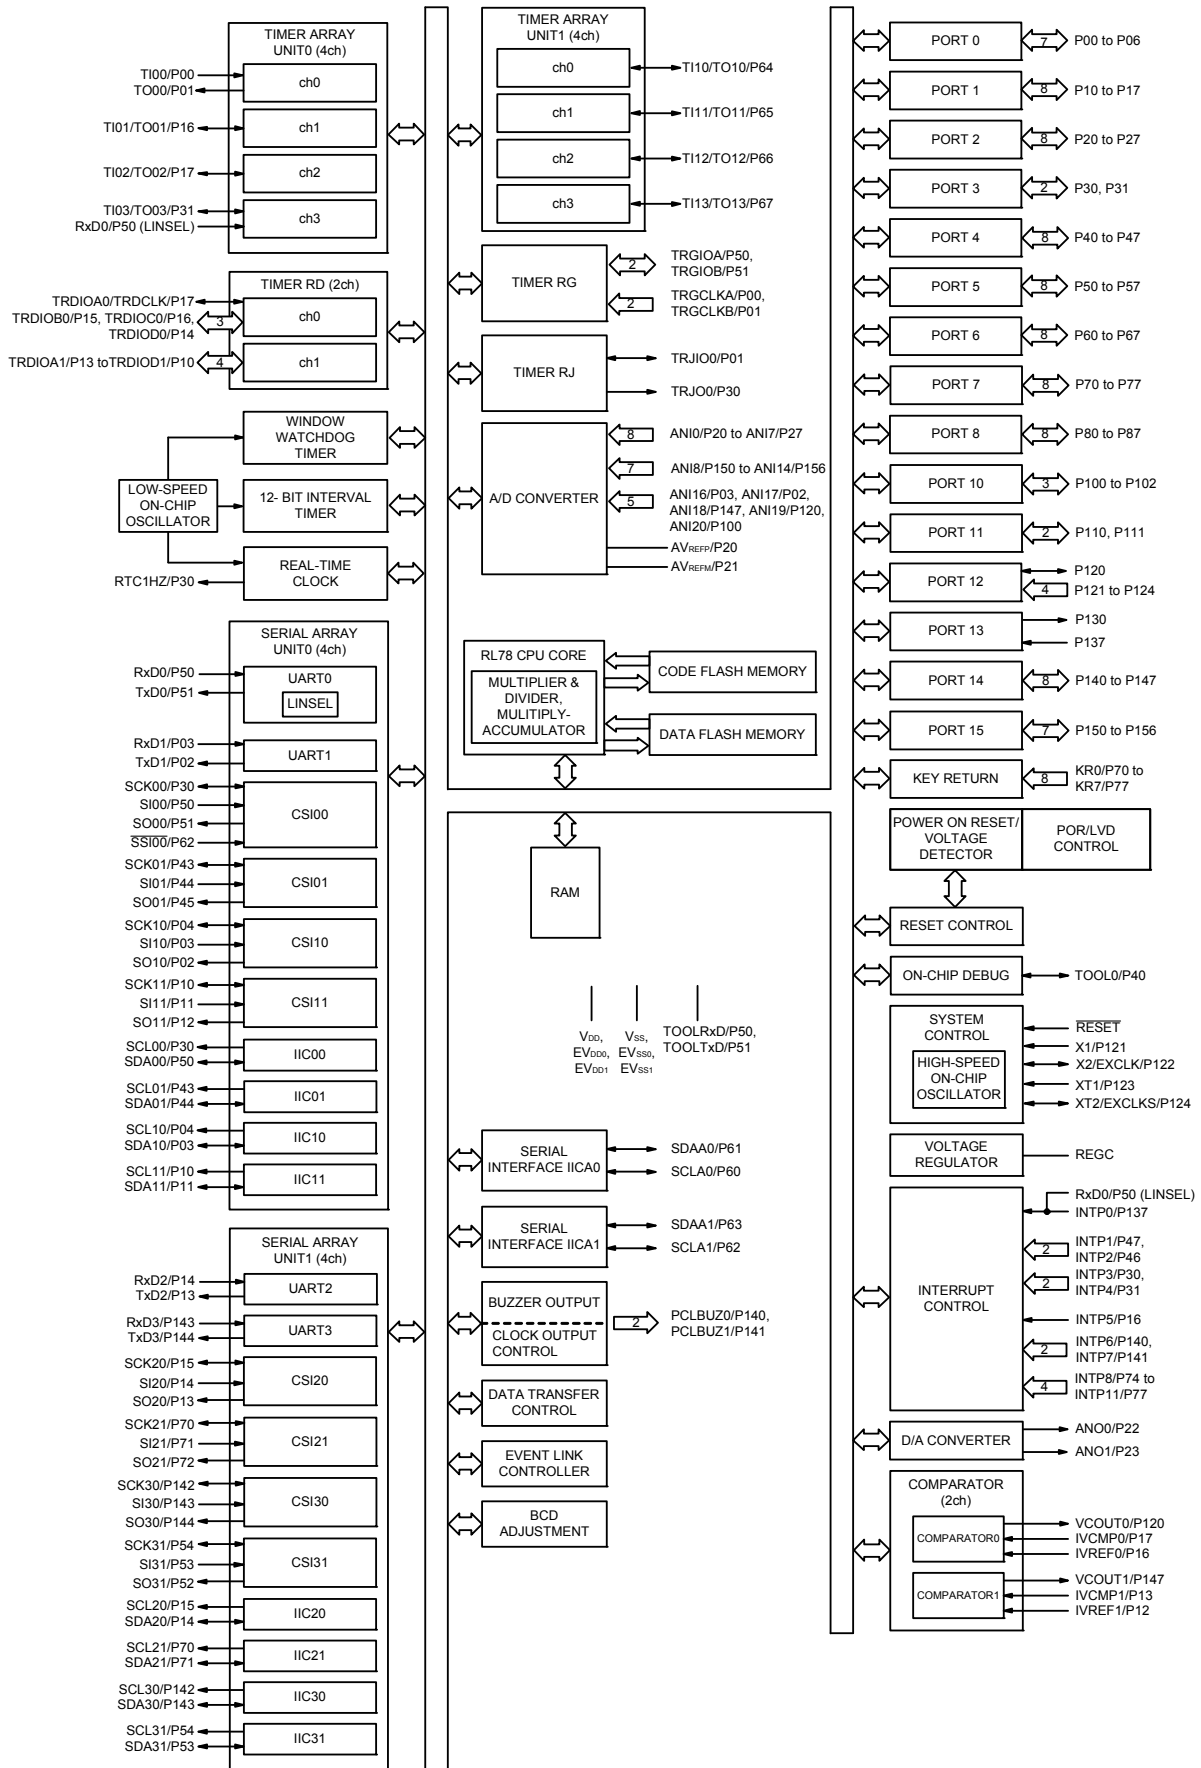 TIMER ARRAY
UNIT0 (4ch)
TI00/P00
TO00/P01
ch0
TI01/TO01/P16
ch1
TI02/TO02/P17
ch2
TI03/TO03/P31
RxD0/P50 (LINSEL)
ch3
TIMER RD (2ch)
TRDIOA0/TRDCLK/P17
TRDIOB0/P15, TRDIOC0/P16,
TRDIOD0/P14
3
ch0
TRDIOA1/P13 toTRDIOD1/P10
4
ch1
WINDOW
WATCHDOG
TIMER
LOW-SPEED
ON-CHIP
OSCILLATOR
12- BIT INTERVAL
TIMER
RTC1HZ/P30
REAL-TIME
CLOCK
SERIAL ARRAY
UNIT0 (4ch)
RxD0/P50
TxD0/P51
UART0
LINSEL
RxD1/P03
TxD1/P02
UART1
SCK00/P30
SI00/P50
SO00/P51
SSI00/P62
CSI00
SCK01/P43
SI01/P44
SO01/P45
CSI01
SCK10/P04
SI10/P03
SO10/P02
CSI10
SCK11/P10
SI11/P11
SO11/P12
CSI11
SCL00/P30
SDA00/P50
IIC00
SCL01/P43
SDA01/P44
IIC01
SCL10/P04
SDA10/P03
IIC10
SCL11/P10
SDA11/P11
IIC11
SERIAL ARRAY
UNIT1 (4ch)
RxD2/P14
TxD2/P13
UART2
RxD3/P143
TxD3/P144
UART3
SCK20/P15
SI20/P14
SO20/P13
CSI20
SCK21/P70
SI21/P71
SO21/P72
CSI21
SCK30/P142
SI30/P143
SO30/P144
CSI30
SCK31/P54
SI31/P53
SO31/P52
CSI31
SCL20/P15
SDA20/P14
IIC20
SCL21/P70
SDA21/P71
IIC21
SCL30/P142
SDA30/P143
IIC30
SCL31/P54
SDA31/P53
IIC31
TIMER ARRAY
UNIT1 (4ch)
ch0
TI10/TO10/P64
ch1
TI11/TO11/P65
ch2
TI12/TO12/P66
ch3
TI13/TO13/P67
TIMER RG
2
TRGIOA/P50,
TRGIOB/P51
2
TRGCLKA/P00,
TRGCLKB/P01
TIMER RJ
TRJIO0/P01
TRJO0/P30
A/D CONVERTER
8
ANI0/P20 to ANI7/P27
7
ANI8/P150 to ANI14/P156
5
ANI16/P03, ANI17/P02,
ANI18/P147, ANI19/P120,
ANI20/P100
AVREFP/P20
AVREFM/P21
RL78 CPU CORE
MULTIPLIER &
DIVIDER,
MULITIPLY-
ACCUMULATOR
CODE FLASH MEMORY
DATA FLASH MEMORY
RAM
VDD,
EVDD0,
EVDD1
VSS,
EVSS0,
EVSS1
TOOLRxD/P50,
TOOLTxD/P51
SERIAL
INTERFACE IICA0
SDAA0/P61
SCLA0/P60
SERIAL
INTERFACE IICA1
SDAA1/P63
SCLA1/P62
BUZZER OUTPUT
CLOCK OUTPUT
CONTROL
2
PCLBUZ0/P140,
PCLBUZ1/P141
DATA TRANSFER
CONTROL
EVENT LINK
CONTROLLER
BCD
ADJUSTMENT
PORT 0
7
P00 to P06
PORT 1
8
P10 to P17
PORT 2
8
P20 to P27
PORT 3
2
P30, P31
PORT 4
8
P40 to P47
PORT 5
8
P50 to P57
PORT 6
8
P60 to P67
PORT 7
8
P70 to P77
PORT 8
8
P80 to P87
PORT 10
3
P100 to P102
PORT 11
2
P110, P111
PORT 12
P120
4
P121 to P124
PORT 13
P130
P137
PORT 14
8
P140 to P147
PORT 15
7
P150 to P156
KEY RETURN
8
KR0/P70 to
KR7/P77
POWER ON RESET/
VOLTAGE
DETECTOR
POR/LVD
CONTROL
RESET CONTROL
ON-CHIP DEBUG
TOOL0/P40
SYSTEM
CONTROL
HIGH-SPEED
ON-CHIP
OSCILLATOR
RESET
X1/P121
X2/EXCLK/P122
XT1/P123
XT2/EXCLKS/P124
VOLTAGE
REGULATOR
REGC
INTERRUPT
CONTROL
RxD0/P50 (LINSEL)
INTP0/P137
2
INTP1/P47,
INTP2/P46
2
INTP3/P30,
INTP4/P31
INTP5/P16
2
INTP6/P140,
INTP7/P141
4
INTP8/P74 to
INTP11/P77
D/A CONVERTER
ANO0/P22
ANO1/P23
COMPARATOR
(2ch)
COMPARATOR0
VCOUT0/P120
IVCMP0/P17
IVREF0/P16
COMPARATOR1
VCOUT1/P147
IVCMP1/P13
IVREF1/P12